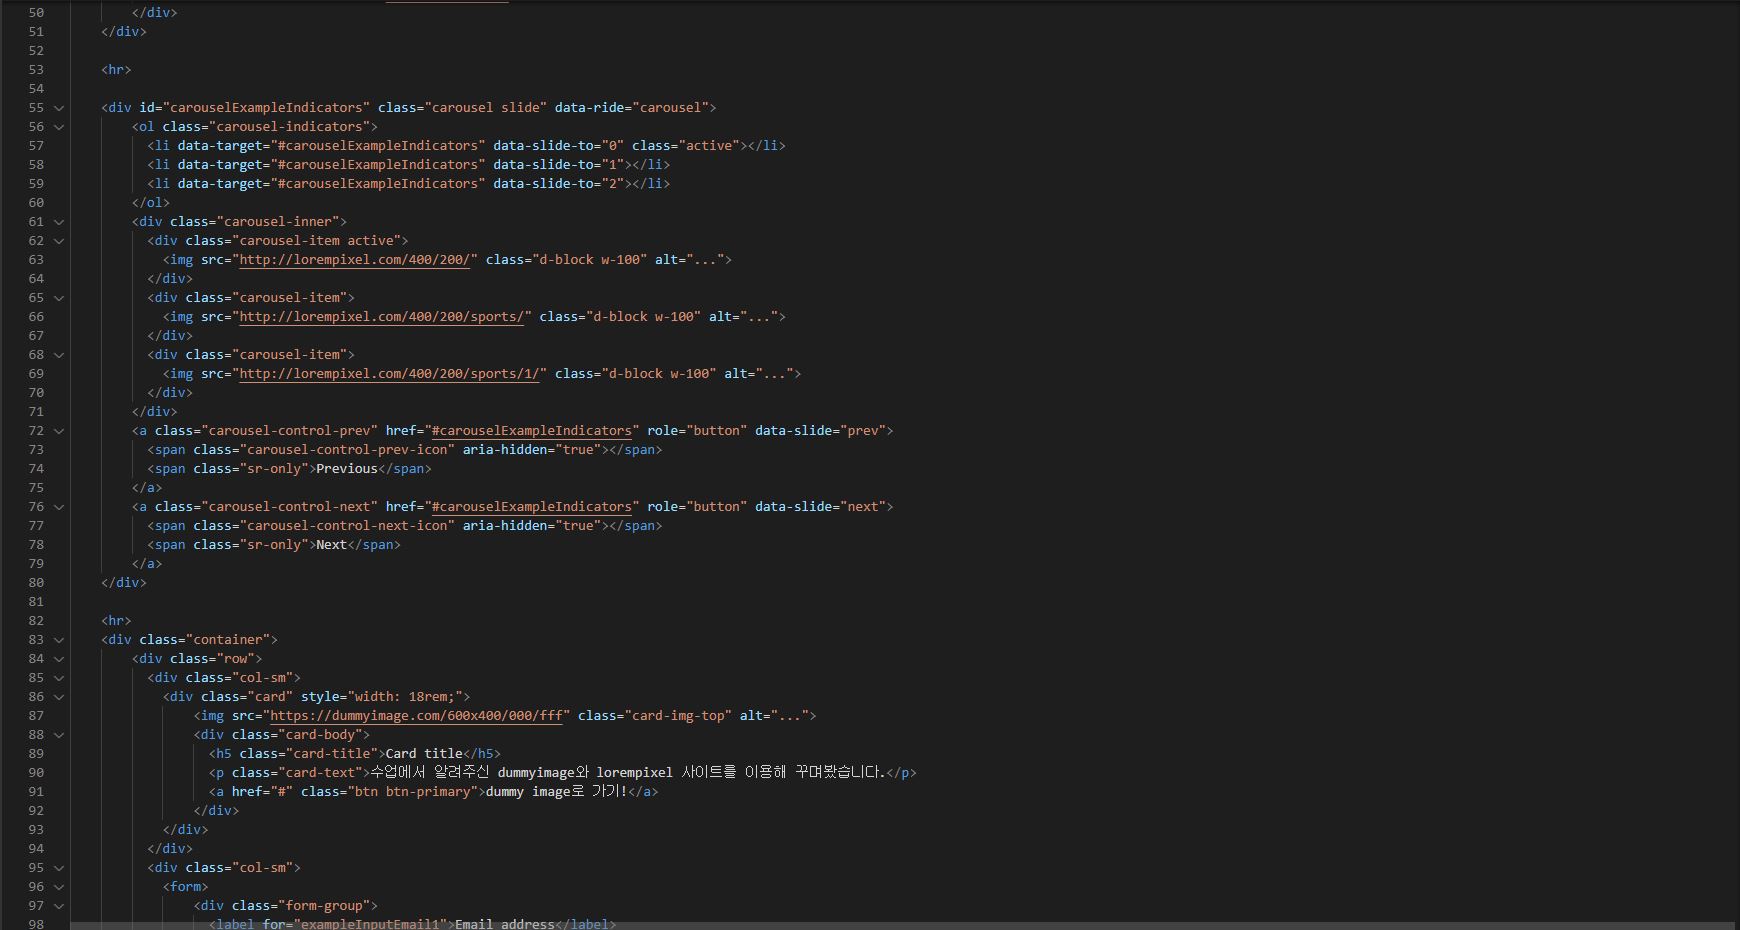 50 </div>
51 </div>
52
53 <hr>
54
55 <div id="carouselExampleIndicators" class="carousel slide" data-ride="carousel">
56 <ol class="carousel-indicators">
57 <li data-target="#carouselExampleIndicators" data-slide-to="0" class="active"></li>
58 <li data-target="#carouselExampleIndicators" data-slide-to="1"></li>
59 <li data-target="#carouselExampleIndicators" data-slide-to="2"></li>
60 </ol>
61 <div class="carousel-inner">
62 <div class="carousel-item active">
63 <img src="http://lorempixel.com/400/200/" class="d-block w-100" alt="...">
64 </div>
65 <div class="carousel-item">
66 <img src="http://lorempixel.com/400/200/sports/" class="d-block w-100" alt="...">
67 </div>
68 <div class="carousel-item">
69 <img src="http://lorempixel.com/400/200/sports/1/" class="d-block w-100" alt="...">
70 </div>
71 </div>
72 <a class="carousel-control-prev" href="#carouselExampleIndicators" role="button" data-slide="prev">
73 <span class="carousel-control-prev-icon" aria-hidden="true"></span>
74 <span class="sr-only">Previous</span>
75 </a>
76 <a class="carousel-control-next" href="#carouselExampleIndicators" role="button" data-slide="next">
77 <span class="carousel-control-next-icon" aria-hidden="true"></span>
78 <span class="sr-only">Next</span>
79 </a>
80 </div>
81
82 <hr>
83 <div class="container">
84 <div class="row">
85 <div class="col-sm">
86 <div class="card" style="width: 18rem;">
87 <img src="https://dummyimage.com/600x400/000/fff" class="card-img-top" alt="...">
88 <div class="card-body">
89 <h5 class="card-title">Card title</h5>
90 <p class="card-text">수업에서 알려주신 dummyimage와 lorempixel 사이트를 이용해 꾸며봤습니다.</p>
91 <a href="#" class="btn btn-primary">dummy image로 가기!</a>
92 </div>
93 </div>
94 </div>
95 <div class="col-sm">
96 <form>
97 <div class="form-group">
98 <label for="exampleInputEmail1">Email address</label>